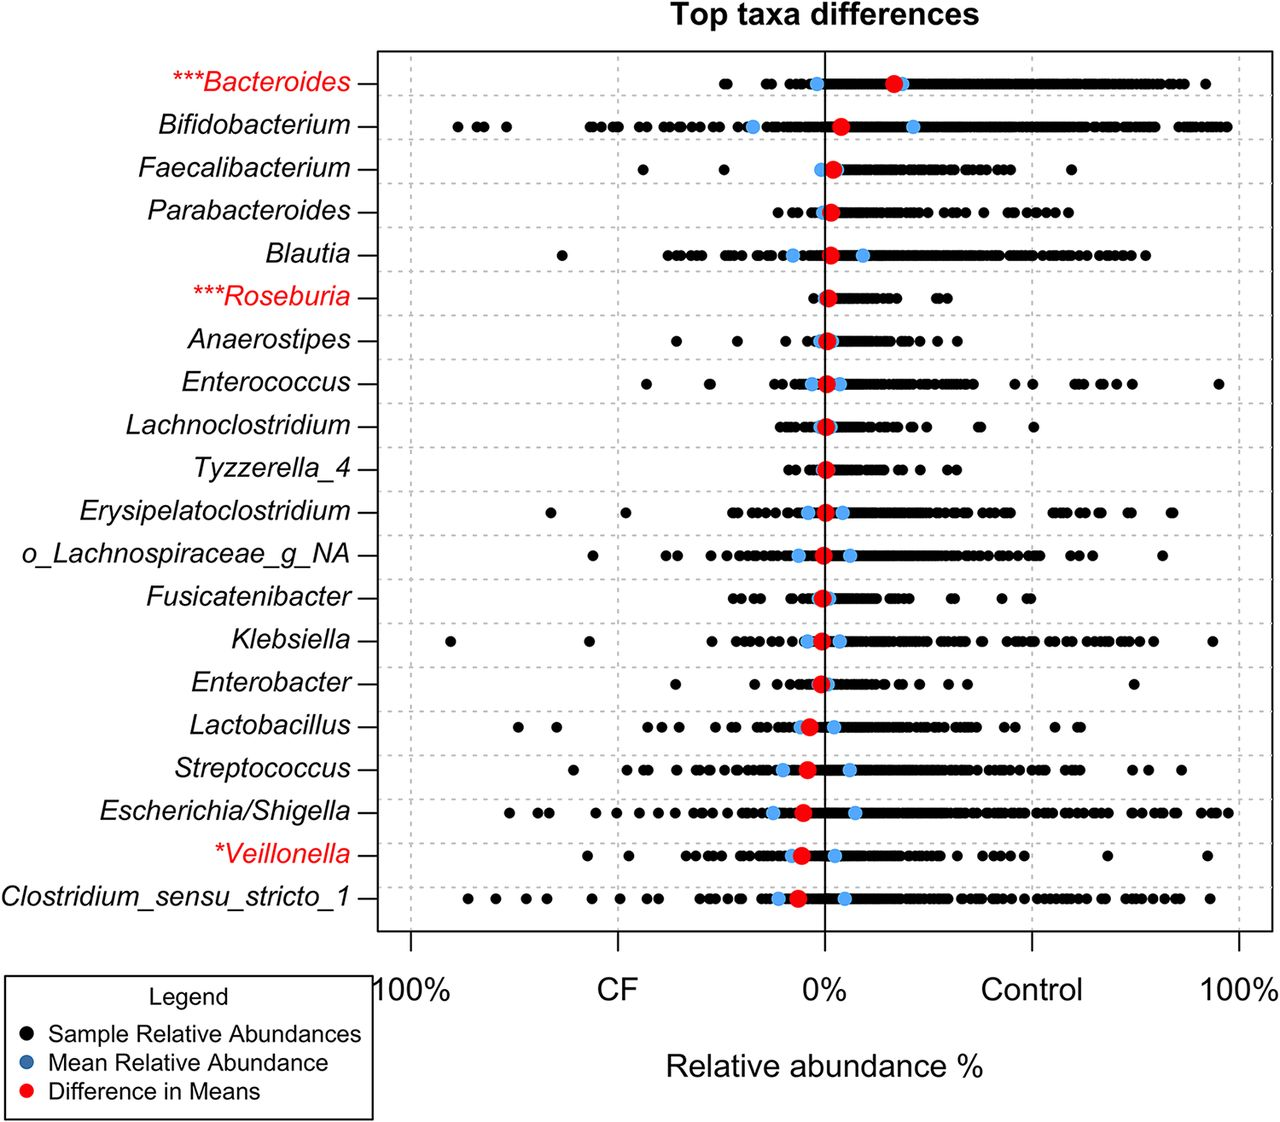 Top taxa differences
***Bacteroides
Bifidobacterium
Faecalibacterium
Parabacteroides
Blautia
***Roseburia
Anaerostipes
Enterococcus
Lachnoclostridium
Tyzzerella_4
Erysipelatoclostridium
o_Lachnospiraceae_g_NA
Fusicatenibacter
Klebsiella
Enterobacter
Lactobacillus
Streptococcus
Escherichia/Shigella
*Veillonella
Clostridium_sensu_stricto_1
100% CF 0% Control 100%
Relative abundance %
Legend
Sample Relative Abundances
Mean Relative Abundance
Difference in Means